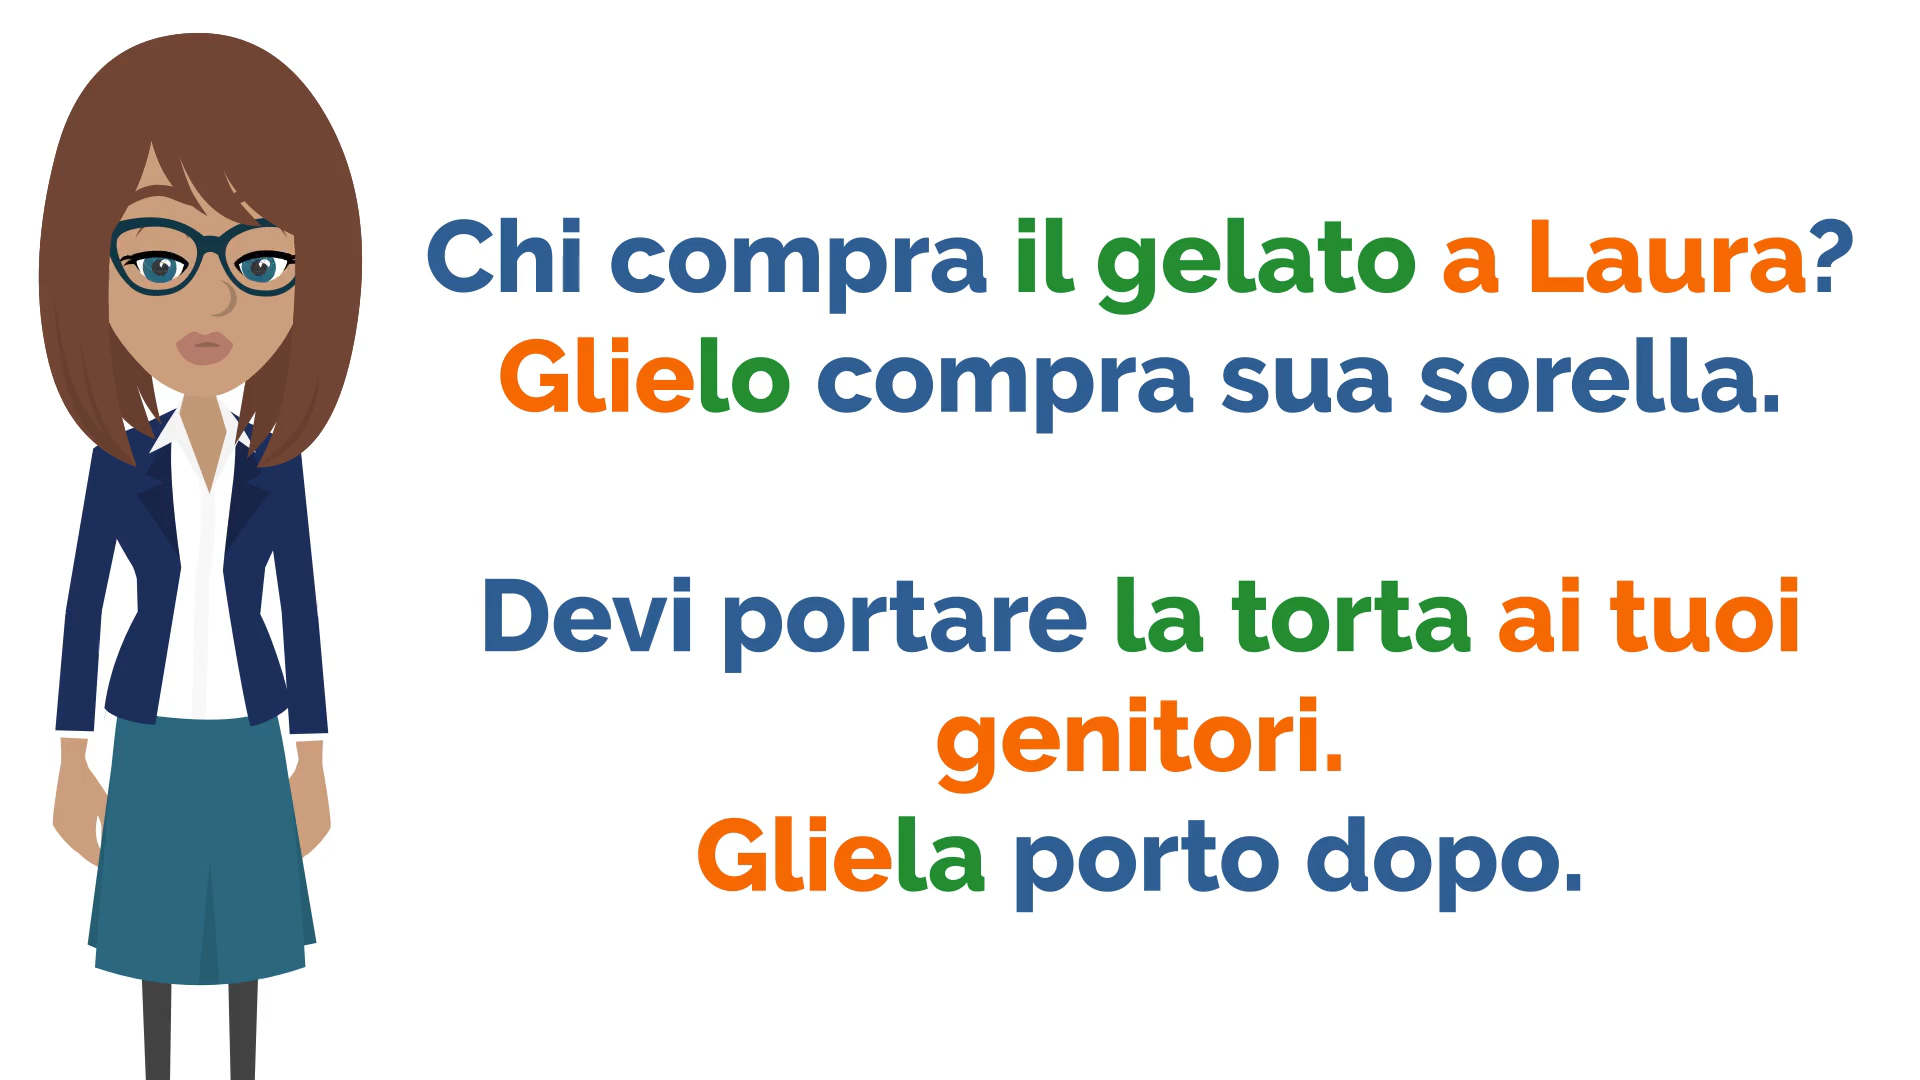 Chi compra il gelato a Laura?
Glielo compra sua sorella.
Devi portare la torta ai tuoi
genitori.
Gliela porto dopo.